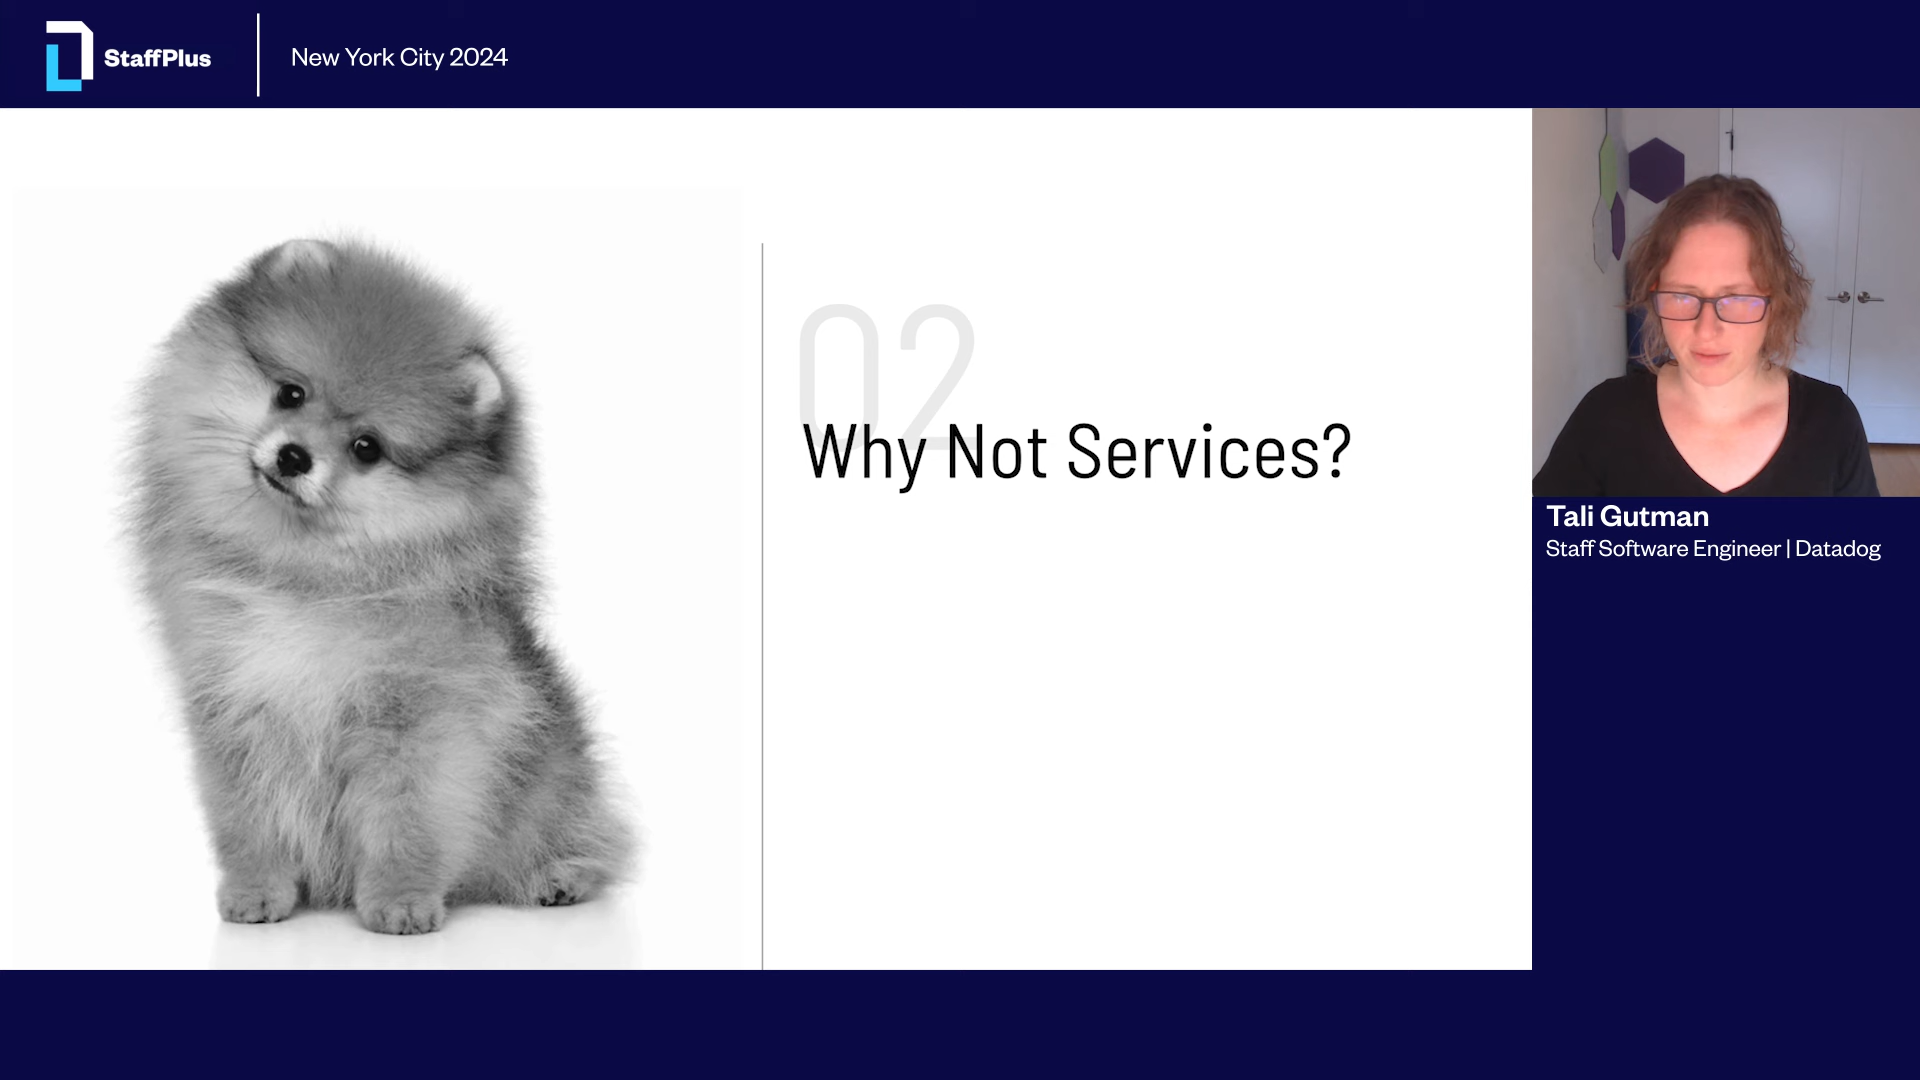 StaffPlus
New York City 2024
02
Why Not Services?
Tali Gutman
Staff Software Engineer | Datadog